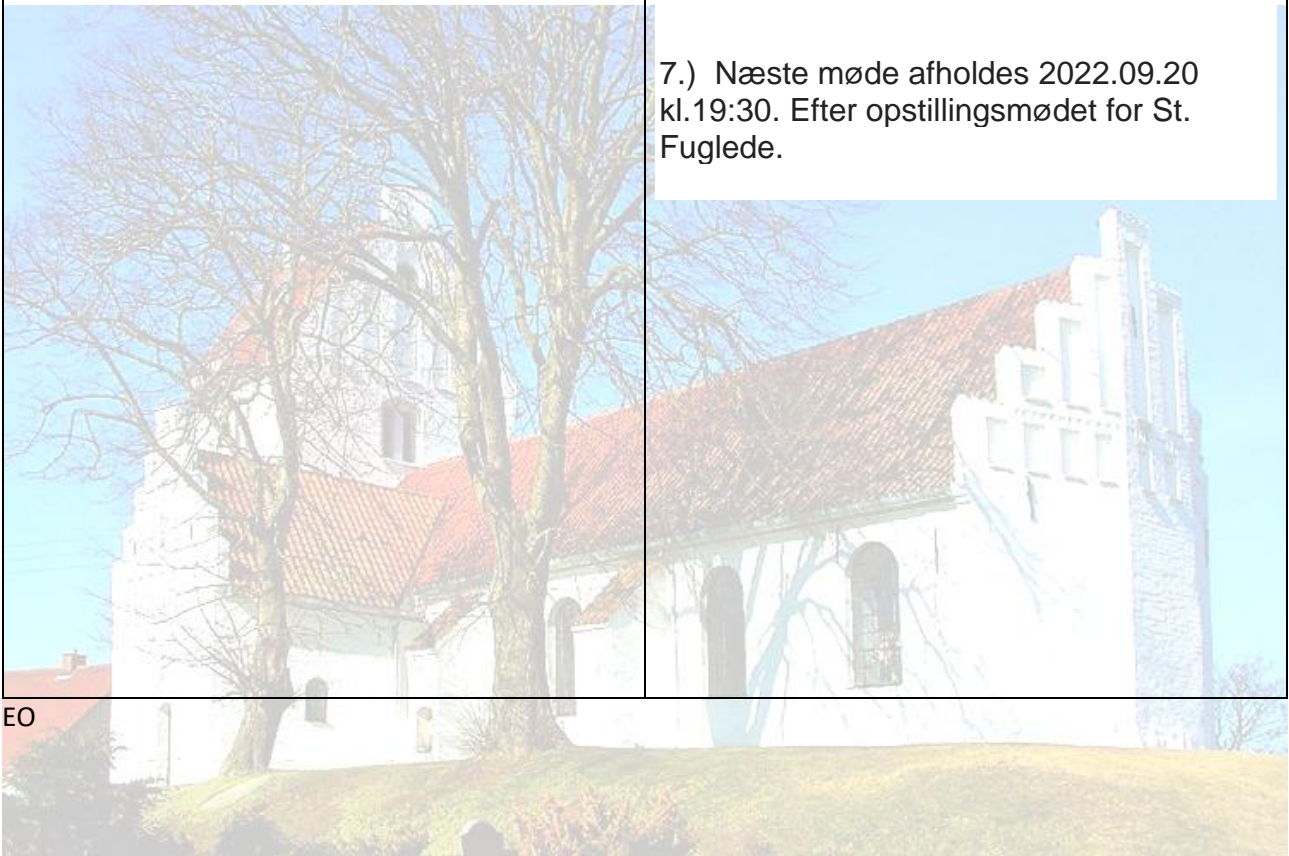 7.) Næste møde afholdes 2022.09.20
kl.19:30. Efter opstillingsmødet for St.
Fuglede.
EO